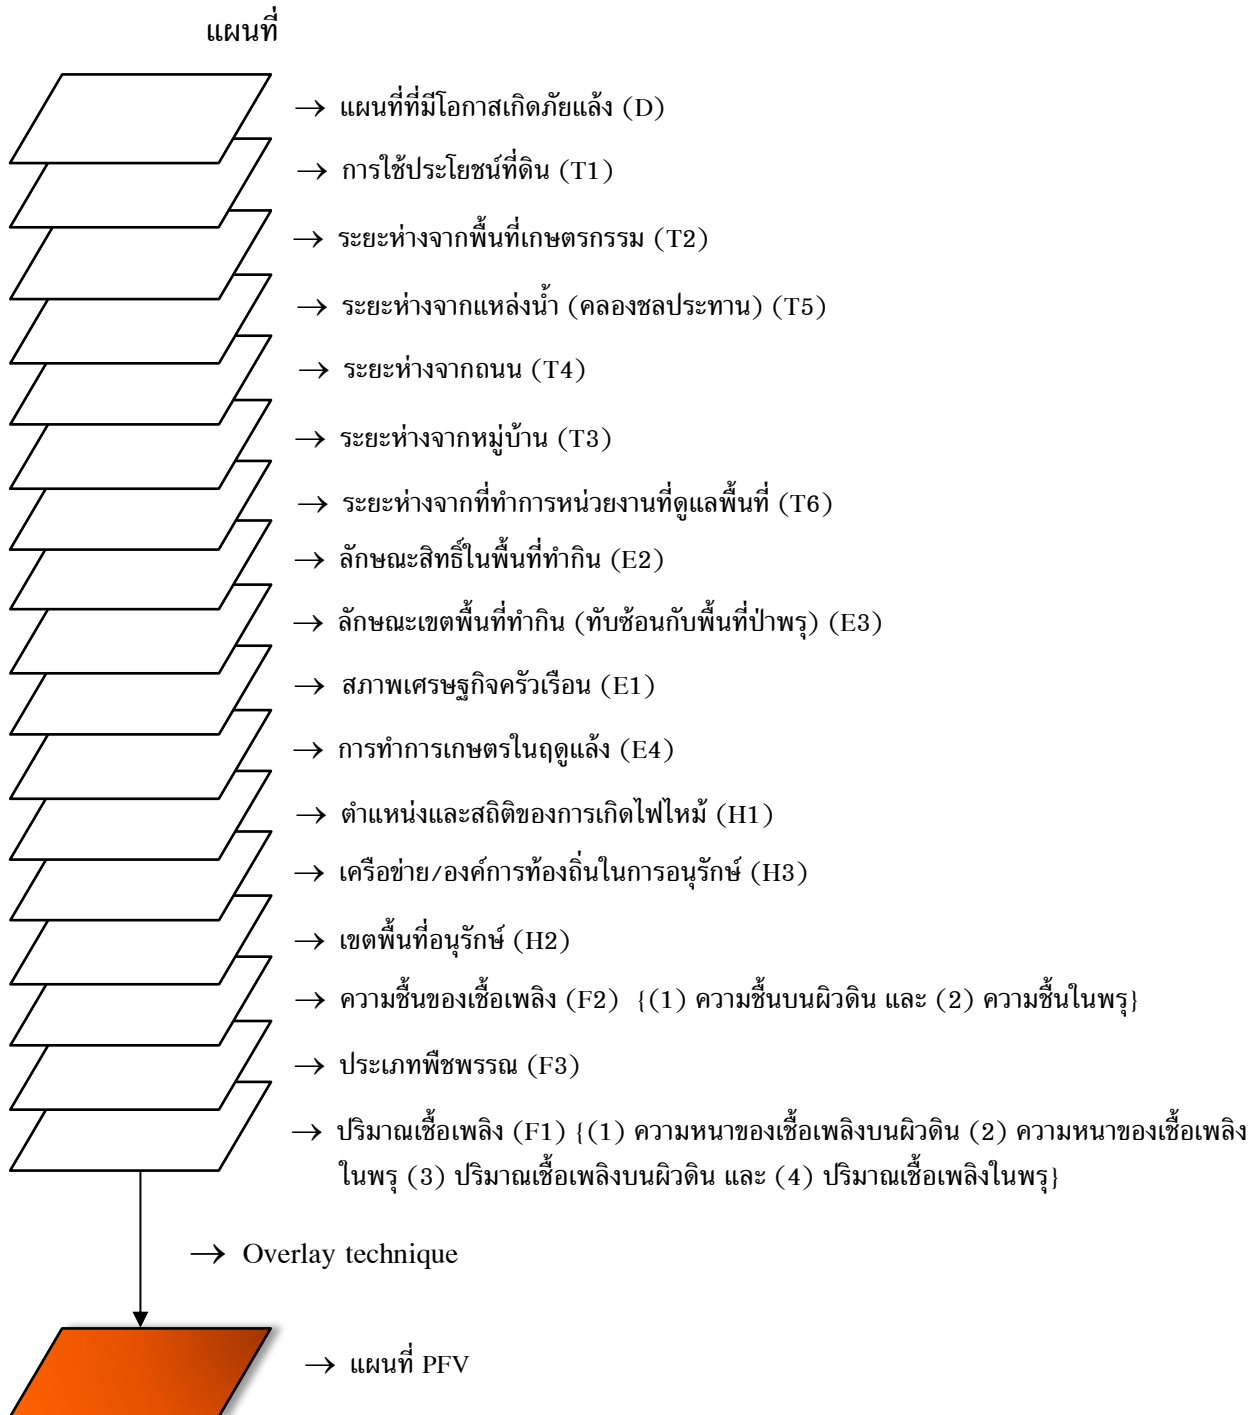 แผนที่
→ แผนที่ที่มีโอกาสเกิดภัยแล้ง (D)
→ การใช้ประโยชน์ที่ดิน (T1)
→ ระยะห่างจากพื้นที่เกษตรกรรม (T2)
→ ระยะห่างจากแหล่งน้ำ (คลองชลประทาน) (T5)
→ ระยะห่างจากถนน (T4)
→ ระยะห่างจากหมู่บ้าน (T3)
→ ระยะห่างจากที่ทำการหน่วยงานที่ดูแลพื้นที่ (T6)
→ ลักษณะสิทธิ์ในพื้นที่ทำกิน (E2)
→ ลักษณะเขตพื้นที่ทำกิน (ทับซ้อนกับพื้นที่ป่าพรุ) (E3)
→ สภาพเศรษฐกิจครัวเรือน (E1)
→ การทำการเกษตรในฤดูแล้ง (E4)
→ ตำแหน่งและสถิติของการเกิดไฟไหม้ (H1)
→ เครือข่าย/องค์การท้องถิ่นในการอนุรักษ์ (H3)
→ เขตพื้นที่อนุรักษ์ (H2)
→ ความชื้นของเชื้อเพลิง (F2) {(1) ความชื้นบนผิวดิน และ (2) ความชื้นในพรุ}
→ ประเภทพืชพรรณ (F3)
→ ปริมาณเชื้อเพลิง (F1) {(1) ความหนาของเชื้อเพลิงบนผิวดิน (2) ความหนาของเชื้อเพลิง
ในพรุ (3) ปริมาณเชื้อเพลิงบนผิวดิน และ (4) ปริมาณเชื้อเพลิงในพรุ}
→ Overlay technique
→ แผนที่ PFV